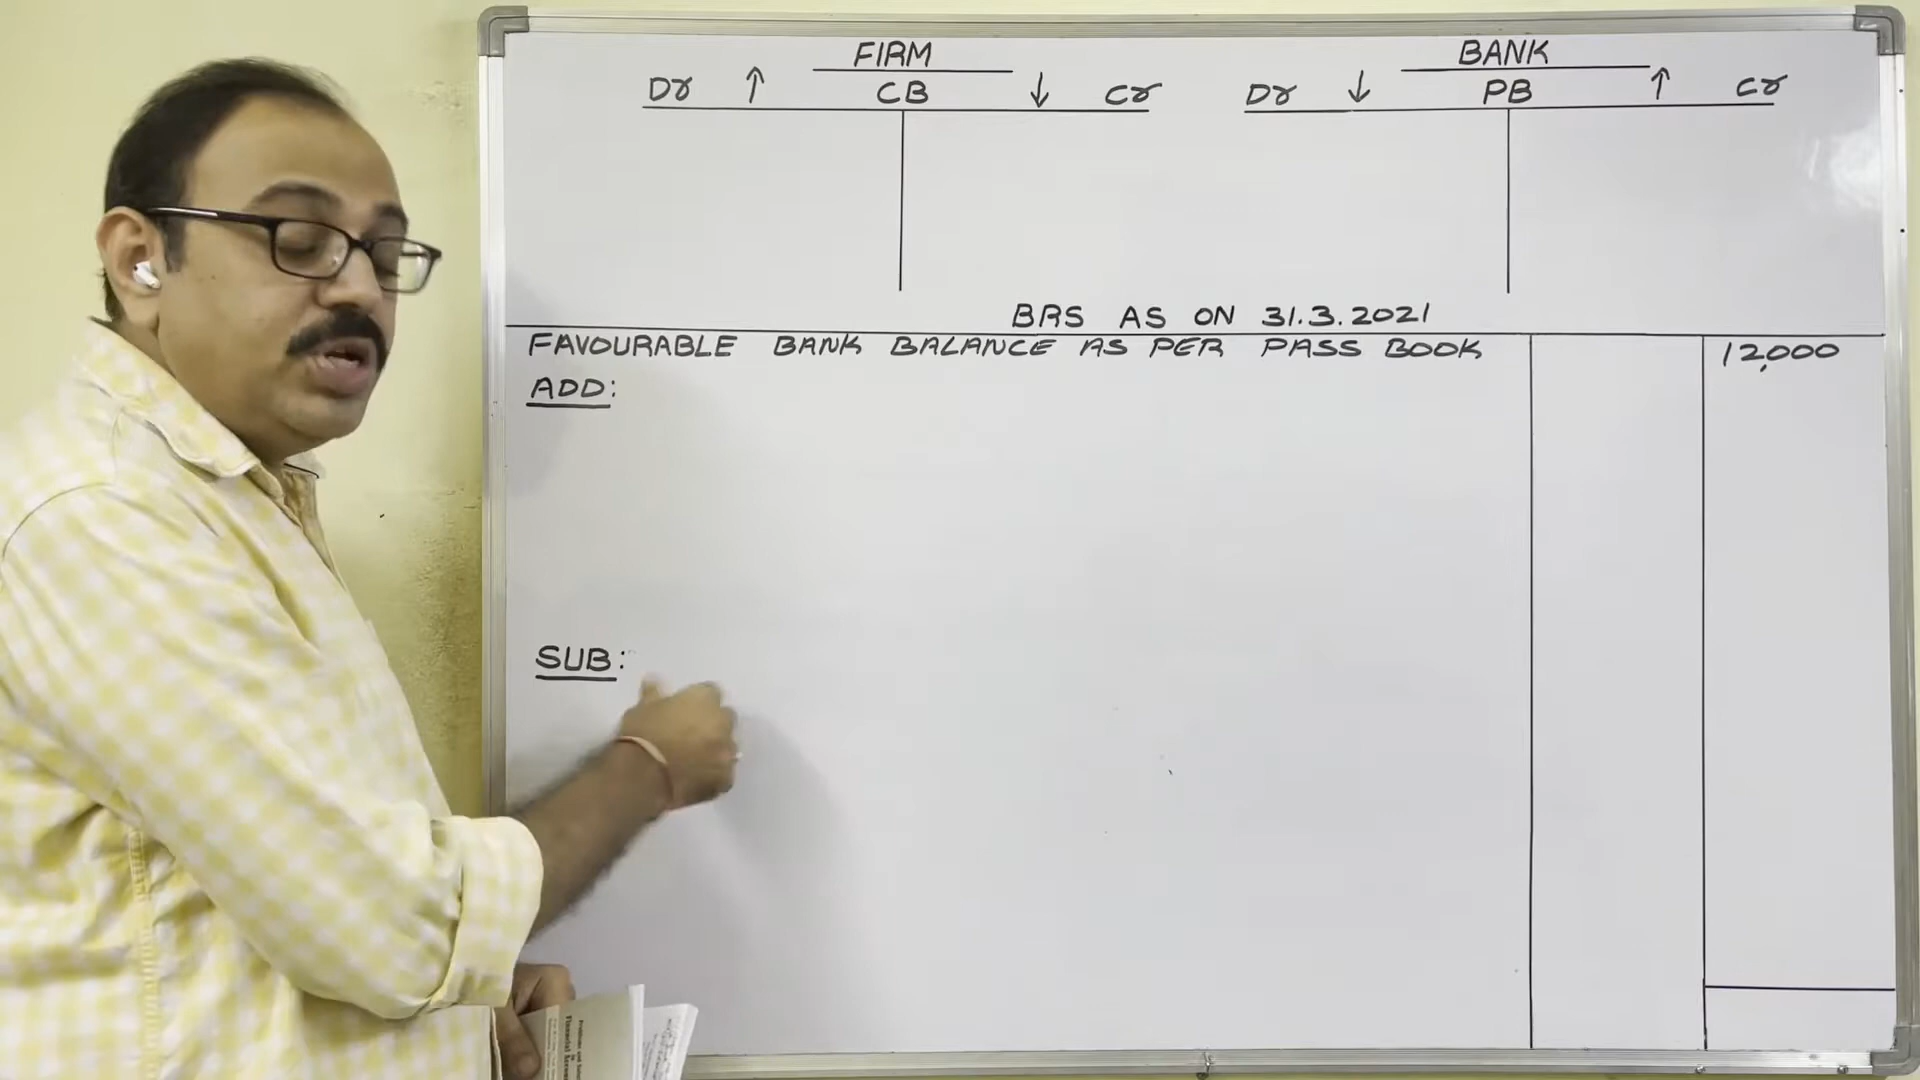 FIRM
Dr ↑ CB ↓ Cr
BANK
Dr ↓ PB ↑ Cr
BRS AS ON 31.3.2021
FAVOURABLE BANK BALANCE AS PER PASS BOOK 12,000
ADD:
SUB: